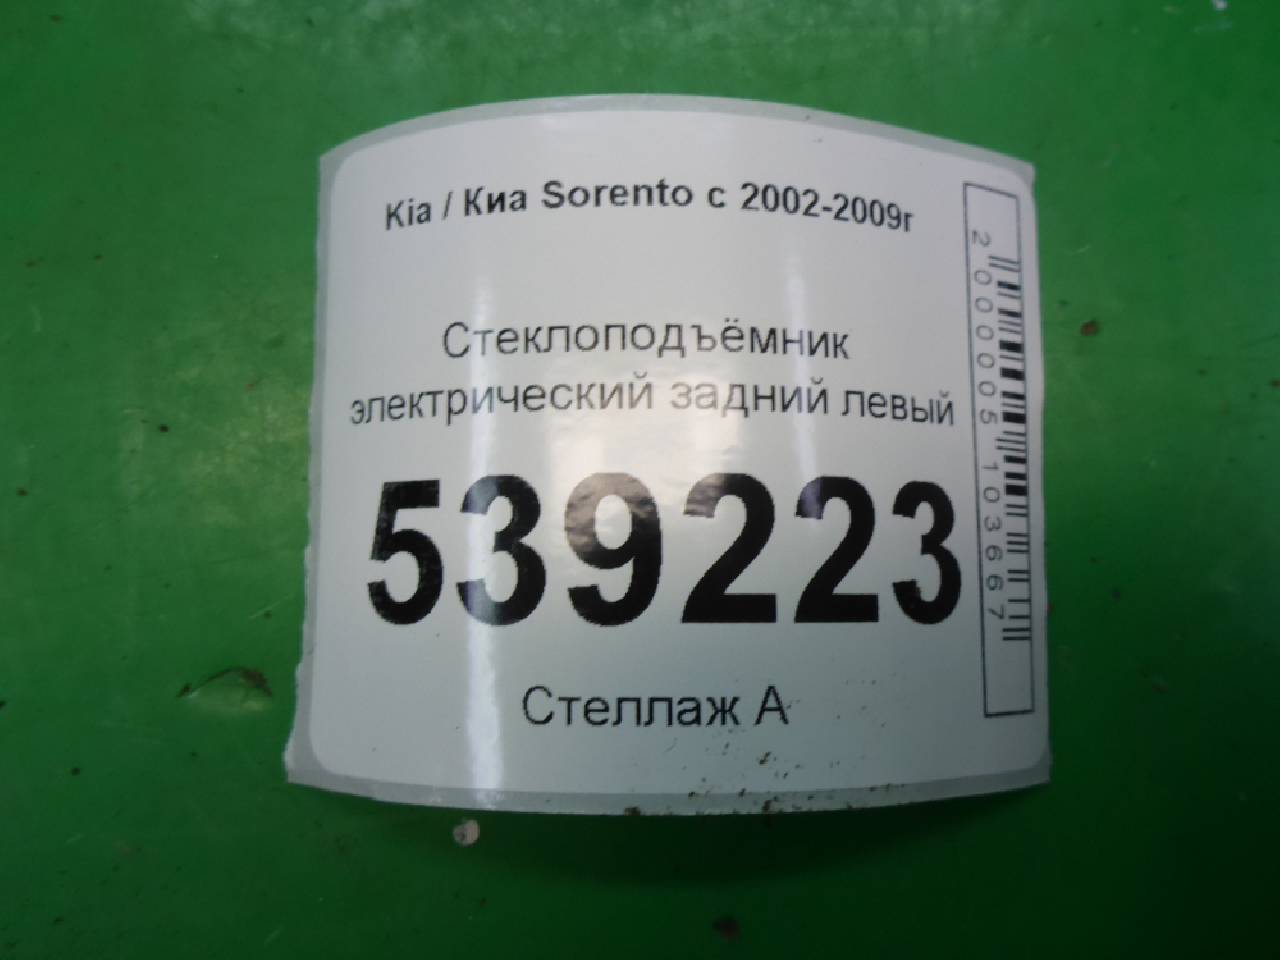 Kia / Киа Sorento с 2002-2009г
Стеклоподъёмник
электрический задний левый
539223
Стеллаж А
2000005103667